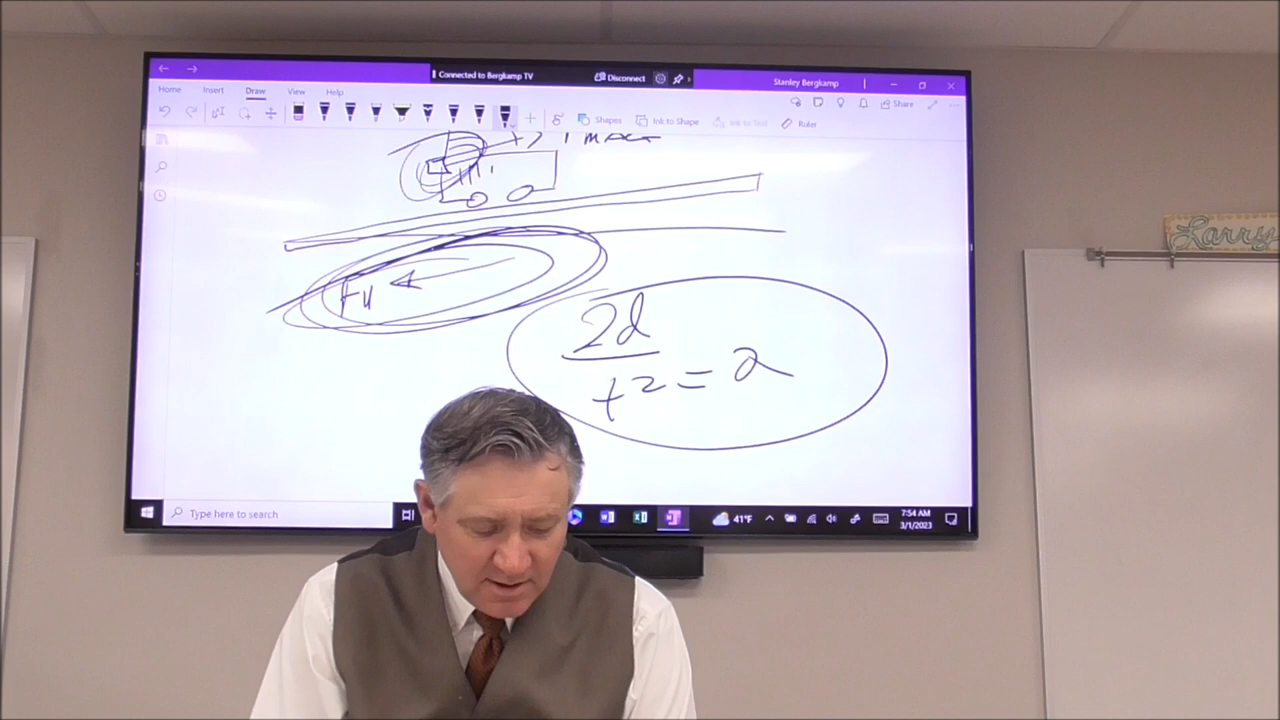 Connected to Bergkamp TV
Disconnect
Stanley Bergkamp
Home Insert Draw View Help
Shapes
Ink to Shape
Ink to Text
Ruler
Share
2d
t2 = a
Type here to search
41°F
7:54 AM
3/1/2023
Larry